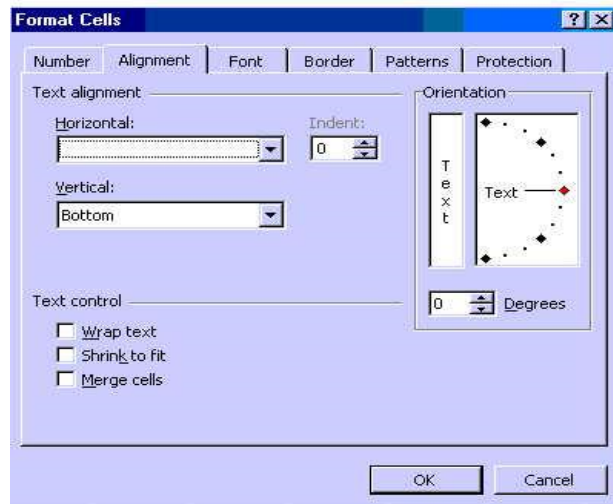 Format Cells
Number Alignment Font Border Patterns Protection
Text alignment
Horizontal:
Indent:
0
Vertical:
Bottom
Text control
Wrap text
Shrink to fit
Merge cells
Orientation
Text
Text
0 Degrees
OK Cancel